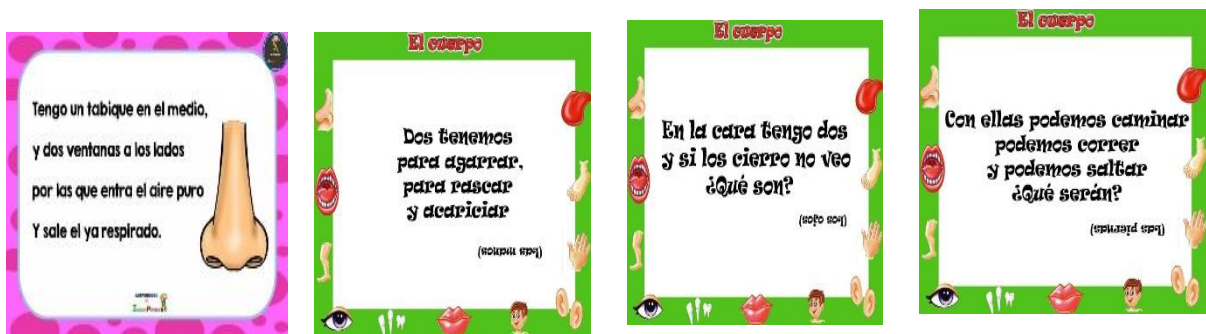 Tengo un tabique en el medio,
y dos ventanas a los lados
por las que entra el aire puro
Y sale el ya respirado.
El cuerpo
Dos tenemos
para agarrar,
para rascar
y acariciar
(las manos)
El cuerpo
En la cara tengo dos
y si los cierro no veo
¿Qué son?
(los ojos)
El cuerpo
Con ellas podemos caminar
podemos correr
y podemos saltar
¿Qué serán?
(las piernas)